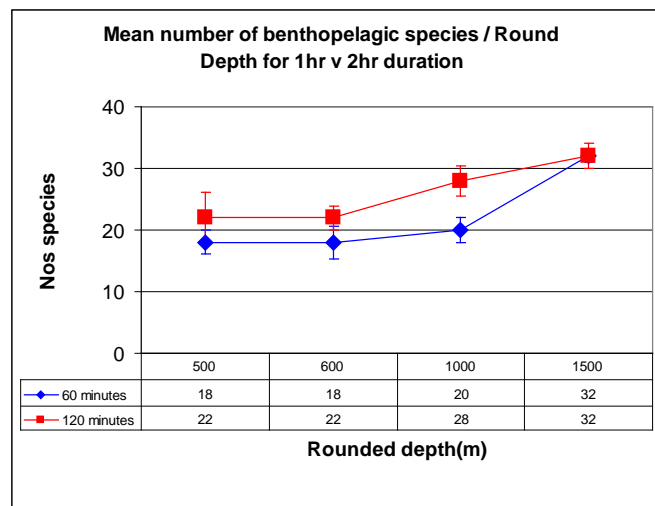 Mean number of benthopelagic species / Round
Depth for 1hr v 2hr duration
40
30
20
10
0
Nos species
500 600 1000 1500
60 minutes 18 18 20 32
120 minutes 22 22 28 32
Rounded depth(m)